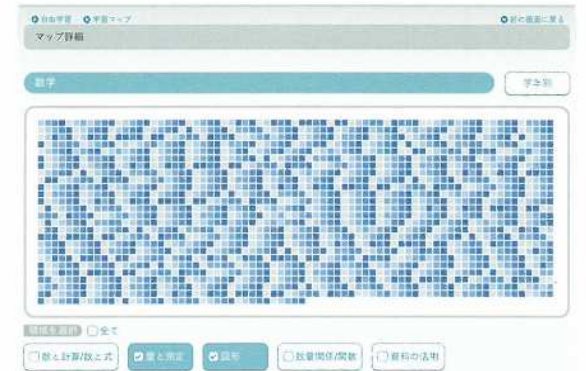 自由学習 学習マップ 前の画面に戻る
マップ詳細
数学 学年別
領域を選択 全て
数と計算/数と式 量と測定 図形 数量関係/関数 資料の活用